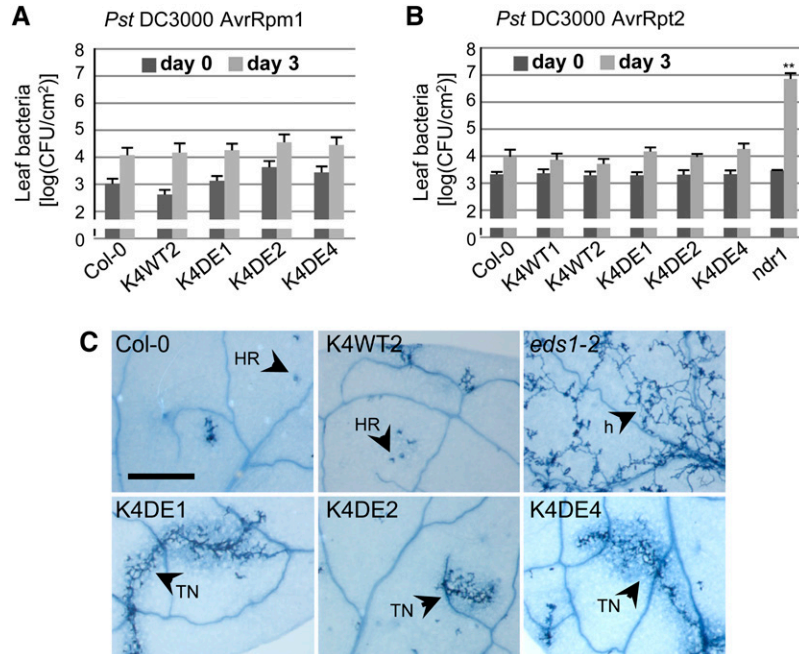 A
Pst DC3000 AvrRpm1
Leaf bacteria
[log(CFU/cm²)]
8
7
6
5
4
3
2
0
day 0
day 3
Col-0
K4WT2
K4DE1
K4DE2
K4DE4
B
Pst DC3000 AvrRpt2
Leaf bacteria
[log(CFU/cm²)]
8
7
6
5
4
3
2
0
day 0
day 3
**
Col-0
K4WT1
K4WT2
K4DE1
K4DE2
K4DE4
ndr1
C
Col-0
HR
K4WT2
HR
eds1-2
h
K4DE1
TN
K4DE2
TN
K4DE4
TN